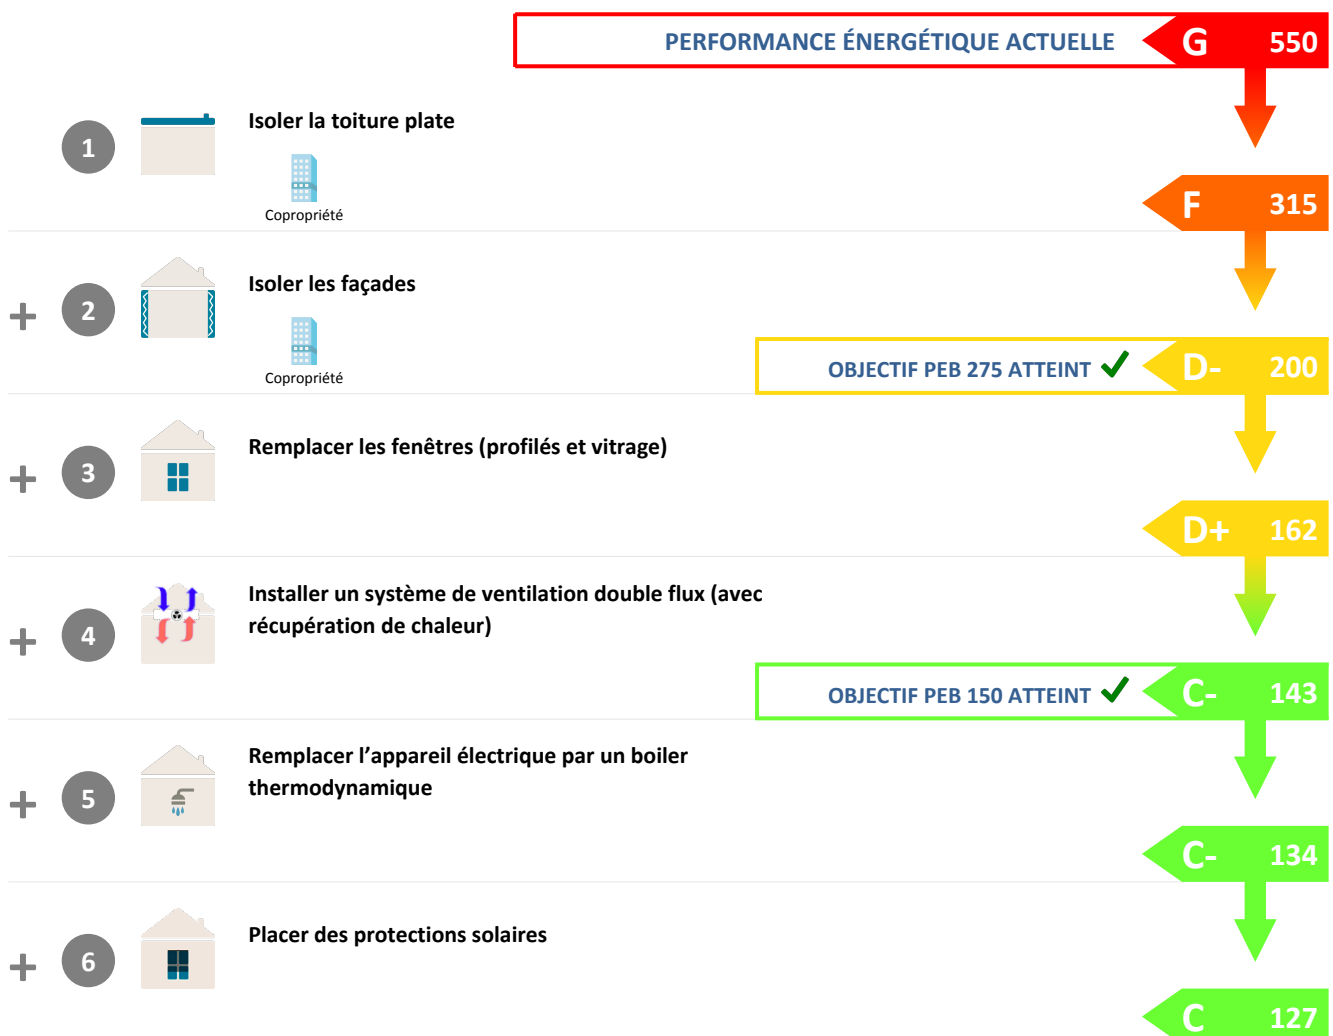 PERFORMANCE ÉNERGÉTIQUE ACTUELLE G 550
1 Isoler la toiture plate
Copropriété
F 315
+ 2 Isoler les façades
Copropriété
OBJECTIF PEB 275 ATTEINT ✓ D- 200
+ 3 Remplacer les fenêtres (profilés et vitrage)
D+ 162
+ 4 Installer un système de ventilation double flux (avec
récupération de chaleur)
OBJECTIF PEB 150 ATTEINT ✓ C- 143
+ 5 Remplacer l’appareil électrique par un boiler
thermodynamique
C- 134
+ 6 Placer des protections solaires
C 127